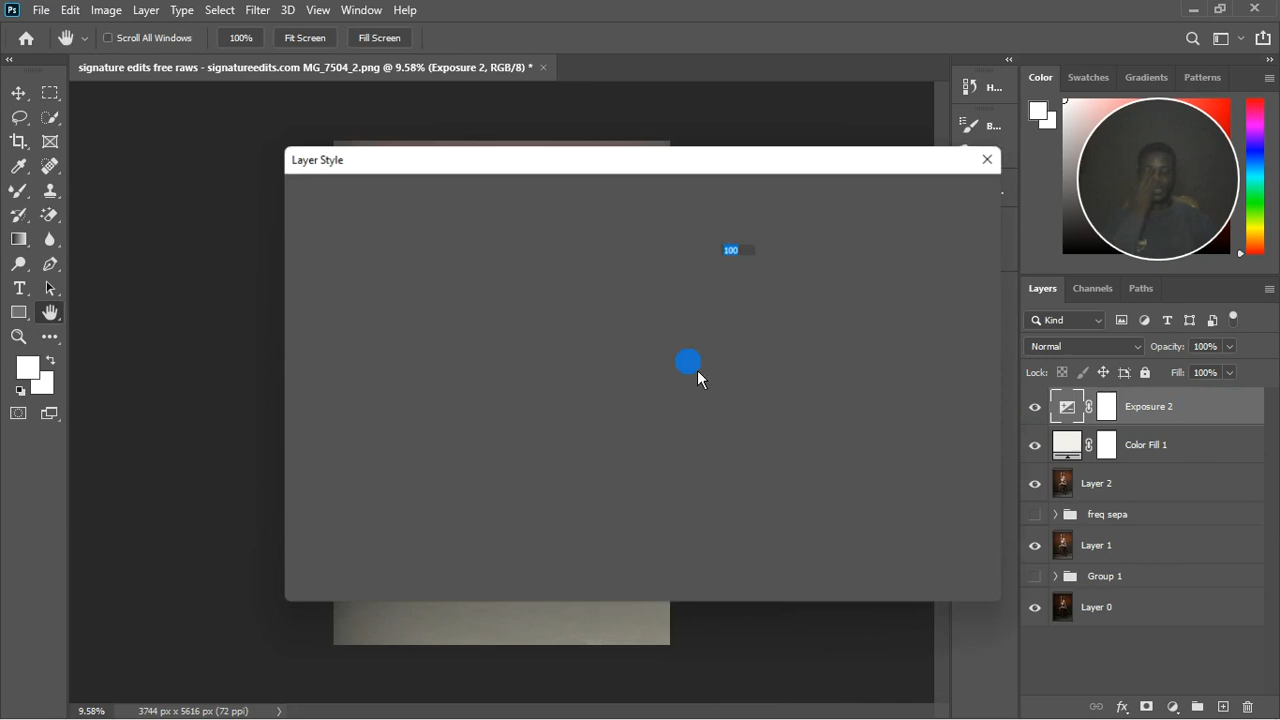 Ps File Edit Image Layer Type Select Filter 3D View Window Help
Scroll All Windows 100% Fit Screen Fill Screen
signature edits free raws - signatureedits.com MG_7504_2.png @ 9.58% (Exposure 2, RGB/8) *
Color Swatches Gradients Patterns
H...
B...
Layer Style
100
Layers Channels Paths
Kind
Normal Opacity: 100%
Lock: Fill: 100%
Exposure 2
Color Fill 1
Layer 2
freq sepa
Layer 1
Group 1
Layer 0
9.58% 3744 px x 5616 px (72 ppi)